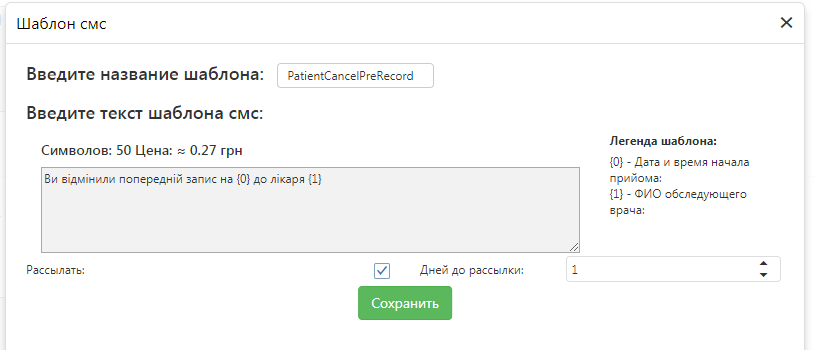 Шаблон смс
Введите название шаблона: PatientCancelPreRecord
Введите текст шаблона смс:
Символов: 50 Цена: ≈ 0.27 грн
Ви відмінили попередній запис на {0} до лікаря {1}
Легенда шаблона:
{0} - Дата и время начала
прийома:
{1} - ФИО обследующего
врача:
Рассылать: Дней до рассылки: 1
Сохранить